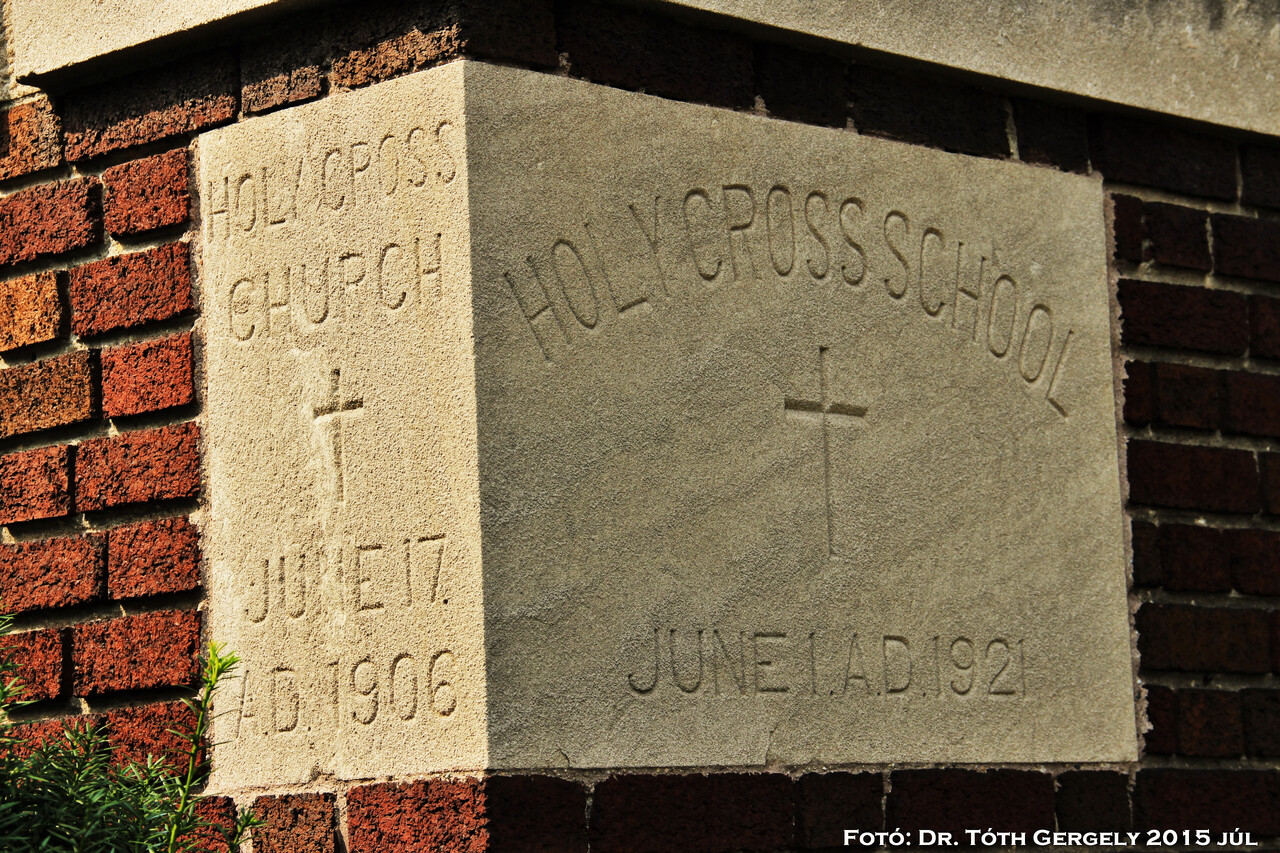 HOLY CROSS
CHURCH
JUNE 17.
A.D. 1906
HOLY CROSS SCHOOL
JUNE 1. A.D. 1921
FOTÓ: DR. TÓTH GERGELY 2015 JÚL